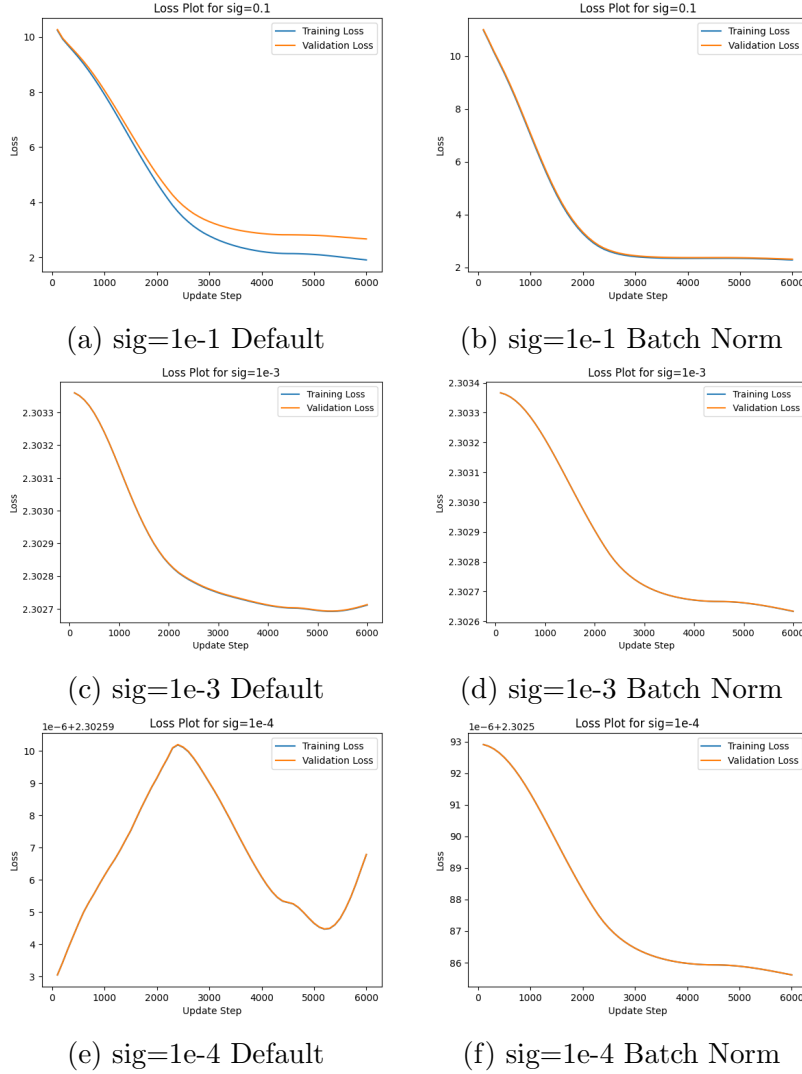 Loss Plot for sig=0.1
Training Loss
Validation Loss
10
8
6
4
2
Loss
0
1000
2000
3000
4000
5000
6000
Update Step
(a) sig=1e-1 Default
Loss Plot for sig=0.1
Training Loss
Validation Loss
10
8
6
4
2
Loss
0
1000
2000
3000
4000
5000
6000
Update Step
(b) sig=1e-1 Batch Norm
Loss Plot for sig=1e-3
Training Loss
Validation Loss
2.3033
2.3032
2.3031
2.3030
2.3029
2.3028
2.3027
Loss
0
1000
2000
3000
4000
5000
6000
Update Step
(c) sig=1e-3 Default
Loss Plot for sig=1e-3
Training Loss
Validation Loss
2.3034
2.3033
2.3032
2.3031
2.3030
2.3029
2.3028
2.3027
2.3026
Loss
0
1000
2000
3000
4000
5000
6000
Update Step
(d) sig=1e-3 Batch Norm
1e-6+2.30259
Loss Plot for sig=1e-4
Training Loss
Validation Loss
10
9
8
7
6
5
4
3
Loss
0
1000
2000
3000
4000
5000
6000
Update Step
(e) sig=1e-4 Default
1e-6+2.3025
Loss Plot for sig=1e-4
Training Loss
Validation Loss
93
92
91
90
89
88
87
86
Loss
0
1000
2000
3000
4000
5000
6000
Update Step
(f) sig=1e-4 Batch Norm